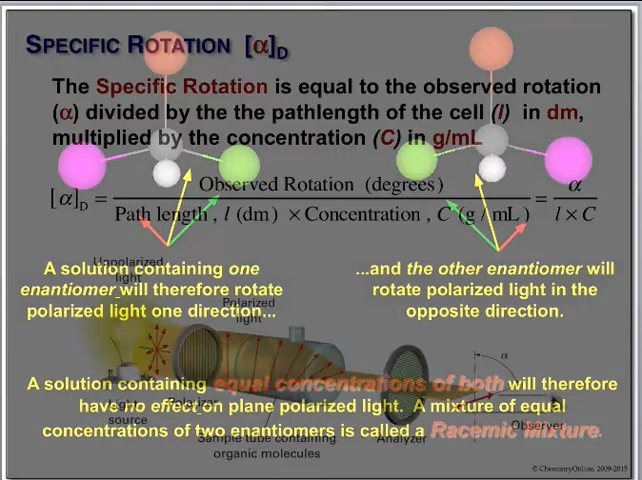 SPECIFIC ROTATION [α]D
The Specific Rotation is equal to the observed rotation
(α) divided by the the pathlength of the cell (l) in dm,
multiplied by the concentration (C) in g/mL
[α]D = Observed Rotation (degrees) / Path length , l (dm) × Concentration , C (g / mL) = α / l × C
Unpolarized
light
A solution containing one
enantiomer will therefore rotate
polarized light one direction...
...and the other enantiomer will
rotate polarized light in the
opposite direction.
Polarized
light
α
A solution containing equal concentrations of both will therefore
have no effect on plane polarized light. A mixture of equal
concentrations of two enantiomers is called a Racemic Mixture.
Light
source
Polarizer
Sample tube containing
organic molecules
Analyzer
Observer
© ChemistryOnline, 2009-2015